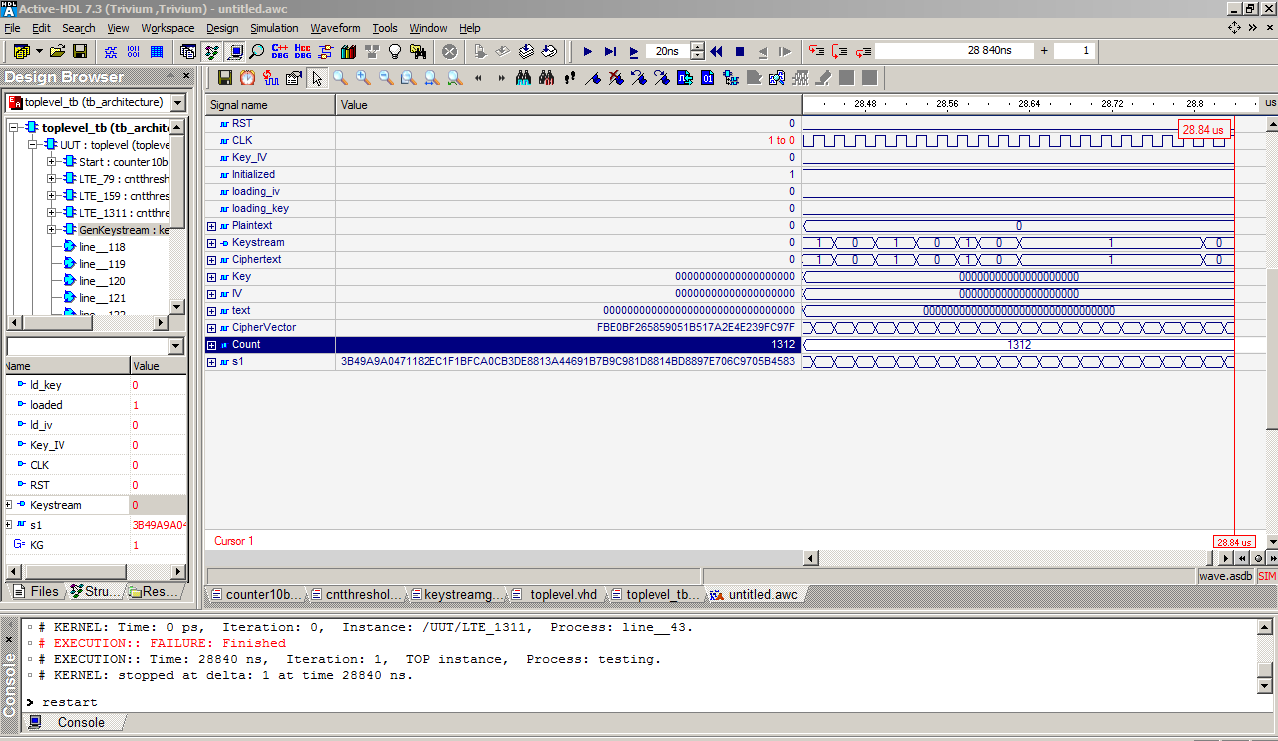 Active-HDL 7.3 (Trivium ,Trivium) - untitled.awc
File Edit Search View Workspace Design Simulation Waveform Tools Window Help
20ns 28 840ns + 1
Design Browser
toplevel_tb (tb_architecture)
toplevel_tb (tb_archit
UUT : toplevel (topleve
Start : counter10b
LTE_79 : cntthresh
LTE_159 : cntthres
LTE_1311 : cntthre
GenKeystream : ke
line__118
line__119
line__120
line__121
Name Value
ld_key 0
loaded 1
ld_iv 0
Key_IV 0
CLK 0
RST 0
Keystream 0
s1 3B49A9A04
KG 1
Files Stru... Res...
Signal name Value 28.48 28.56 28.64 28.72 28.8 us
RST 0
28.84 us
CLK 1 to 0
Key_IV 0
Initialized 1
loading_iv 0
loading_key 0
Plaintext 0 0
Keystream 0 1 0 1 0 1 0 1 0
Ciphertext 0 1 0 1 0 1 0 1 0
Key 00000000000000000000 00000000000000000000
IV 00000000000000000000 00000000000000000000
text 00000000000000000000000000000000 00000000000000000000000000000000
CipherVector FBE0BF265859051B517A2E4E239FC97F
Count 1312 1312
s1 3B49A9A0471182EC1F1BFCA0CB3DE8813A44691B7B9C981D8814BD8897E706C9705B4583
Cursor 1 28.84 us
wave.asdb SIM
counter10b... cntthreshol... keystreamg... toplevel.vhd toplevel_tb... untitled.awc
# KERNEL: Time: 0 ps, Iteration: 0, Instance: /UUT/LTE_1311, Process: line__43.
# EXECUTION:: FAILURE: Finished
# EXECUTION:: Time: 28840 ns, Iteration: 1, TOP instance, Process: testing.
# KERNEL: stopped at delta: 1 at time 28840 ns.
> restart
Console
Console